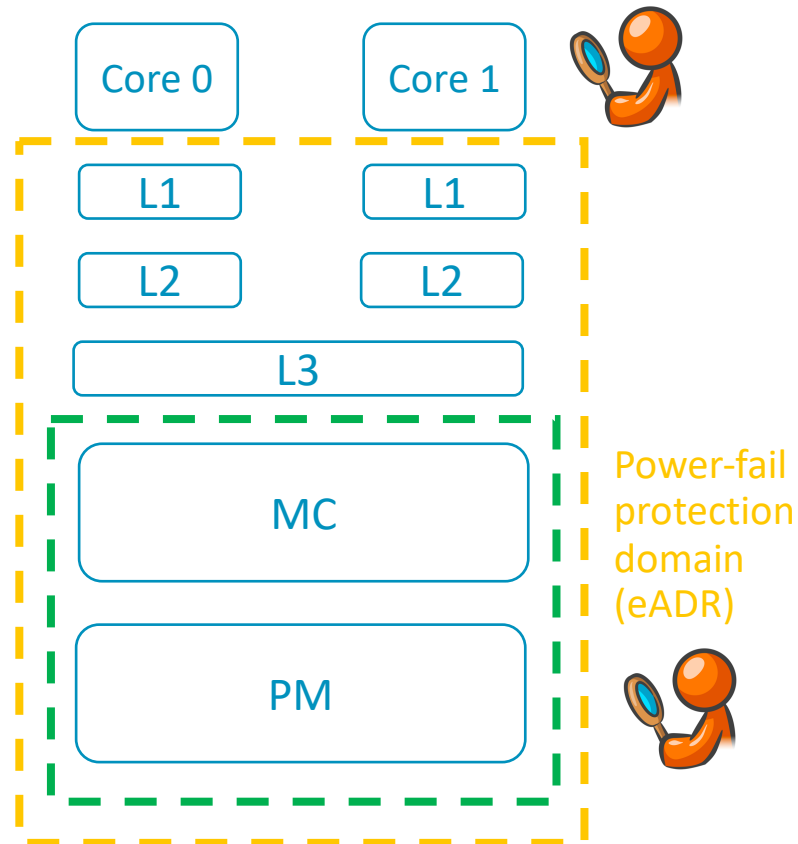 Core 0
Core 1
L1
L1
L2
L2
L3
MC
PM
Power-fail
protection
domain
(eADR)